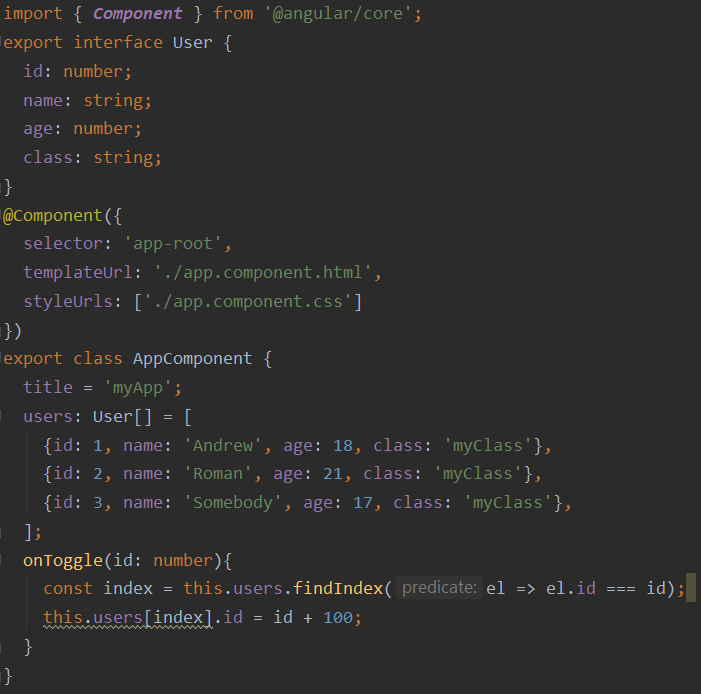 import { Component } from '@angular/core';
export interface User {
  id: number;
  name: string;
  age: number;
  class: string;
}
@Component({
  selector: 'app-root',
  templateUrl: './app.component.html',
  styleUrls: ['./app.component.css']
})
export class AppComponent {
  title = 'myApp';
  users: User[] = [
    {id: 1, name: 'Andrew', age: 18, class: 'myClass'},
    {id: 2, name: 'Roman', age: 21, class: 'myClass'},
    {id: 3, name: 'Somebody', age: 17, class: 'myClass'},
  ];
  onToggle(id: number){
    const index = this.users.findIndex( predicate: el => el.id === id);
    this.users[index].id = id + 100;
  }
}